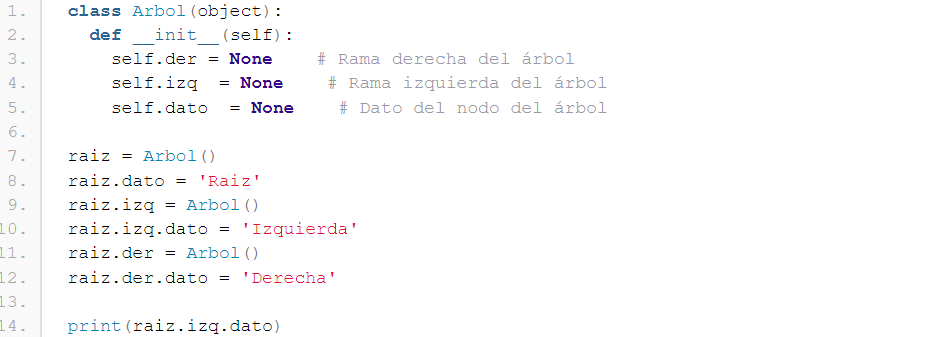 1. class Arbol(object):
2.   def __init__(self):
3.     self.der = None    # Rama derecha del árbol
4.     self.izq  = None    # Rama izquierda del árbol
5.     self.dato  = None    # Dato del nodo del árbol
6.
7. raiz = Arbol()
8. raiz.dato = 'Raiz'
9. raiz.izq = Arbol()
10. raiz.izq.dato = 'Izquierda'
11. raiz.der = Arbol()
12. raiz.der.dato = 'Derecha'
13.
14. print(raiz.izq.dato)